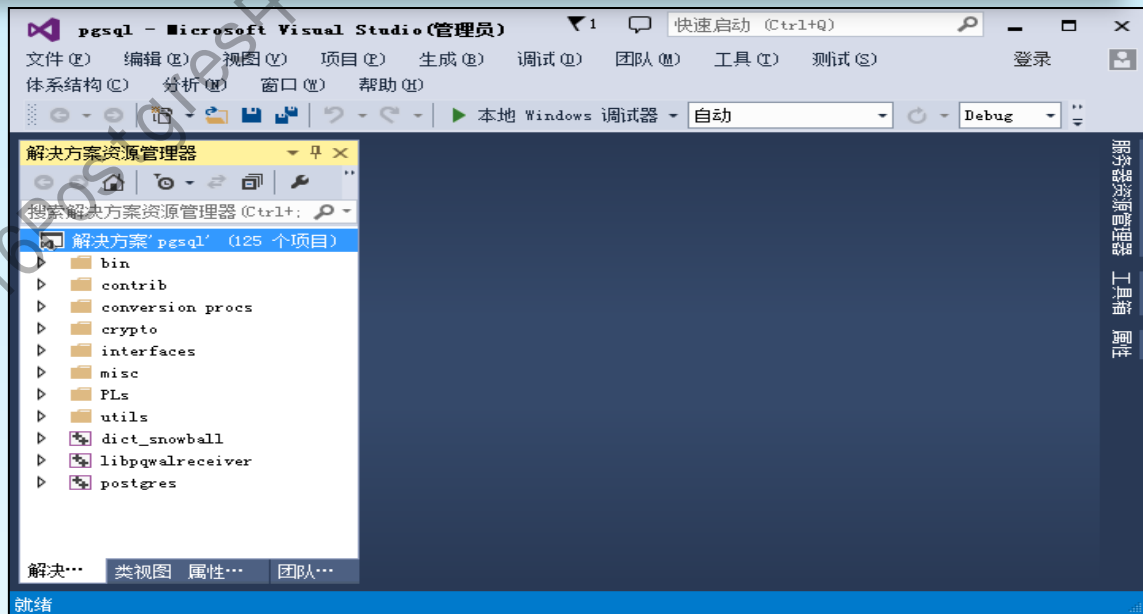 pgsql - Microsoft Visual Studio(管理员)
1
快速启动 (Ctrl+Q)
文件(F) 编辑(E) 视图(V) 项目(P) 生成(B) 调试(D) 团队(M) 工具(T) 测试(S) 登录
体系结构(C) 分析(N) 窗口(W) 帮助(H)
本地 Windows 调试器 自动 Debug
解决方案资源管理器
搜索解决方案资源管理器(Ctrl+;
解决方案'pgsql' (125 个项目)
bin
contrib
conversion procs
crypto
interfaces
misc
PLs
utils
dict_snowball
libpqwalreceiver
postgres
解决… 类视图 属性… 团队…
就绪
服务器资源管理器
工具箱
属性